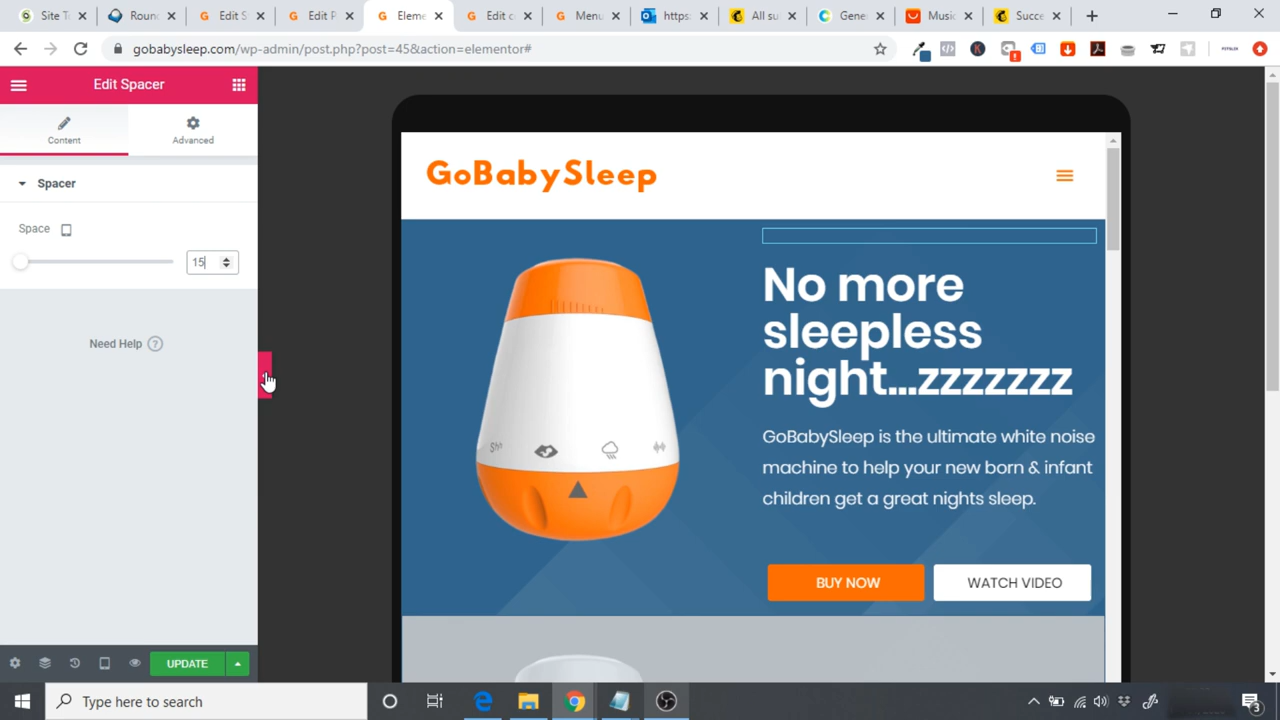 Site T
Roun
Edit S
Edit P
Eleme
Edit c
Menu
https:
All su
Gene
Music
Succe
gobabysleep.com/wp-admin/post.php?post=45&action=elementor#
Edit Spacer
Content
Advanced
Spacer
Space
15
Need Help ?
UPDATE
GoBabySleep
No more
sleepless
night...zzzzzzz
GoBabySleep is the ultimate white noise
machine to help your new born & infant
children get a great nights sleep.
BUY NOW
WATCH VIDEO
Type here to search
3